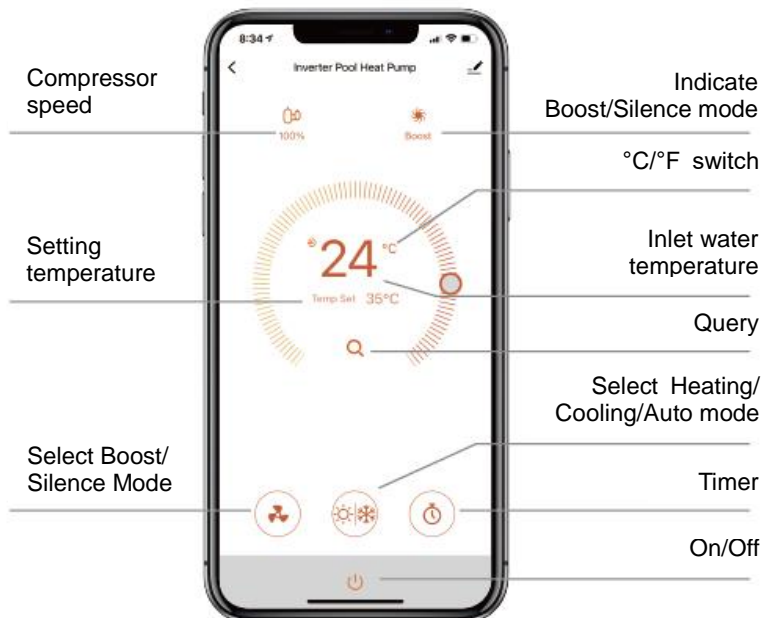 8:34
Inverter Pool Heat Pump
Compressor
speed
100%
Boost
Indicate
Boost/Silence mode
°C/°F switch
24 °C
Setting
temperature
Temp Set 35°C
Inlet water
temperature
Query
Select Heating/
Cooling/Auto mode
Select Boost/
Silence Mode
Timer
On/Off